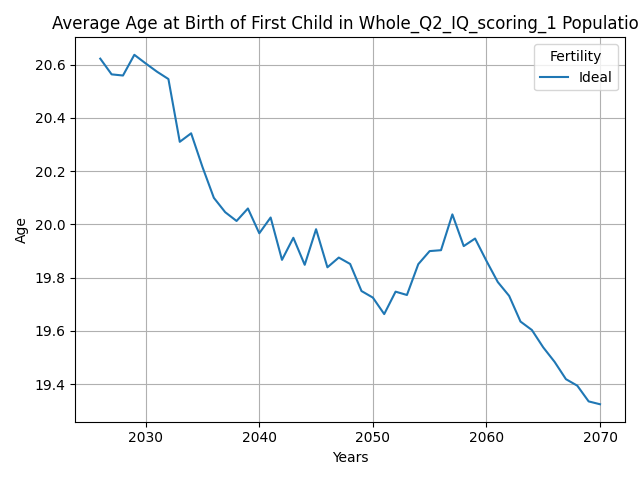 Average Age at Birth of First Child in Whole_Q2_IQ_scoring_1 Populatio
Fertility
Ideal
20.6
20.4
20.2
20.0
19.8
19.6
19.4
Age
2030 2040 2050 2060 2070
Years